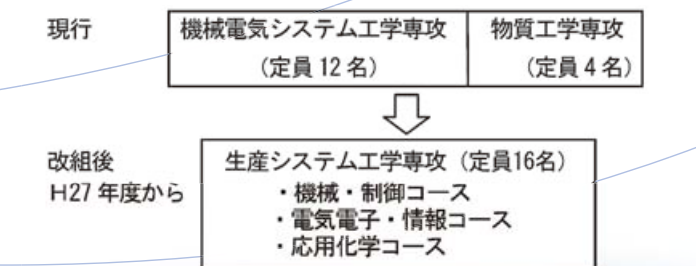 現行
機械電気システム工学専攻 物質工学専攻
（定員 12 名） （定員 4 名）
改組後 生産システム工学専攻（定員16名）
H27 年度から ・機械・制御コース
・電気電子・情報コース
・応用化学コース